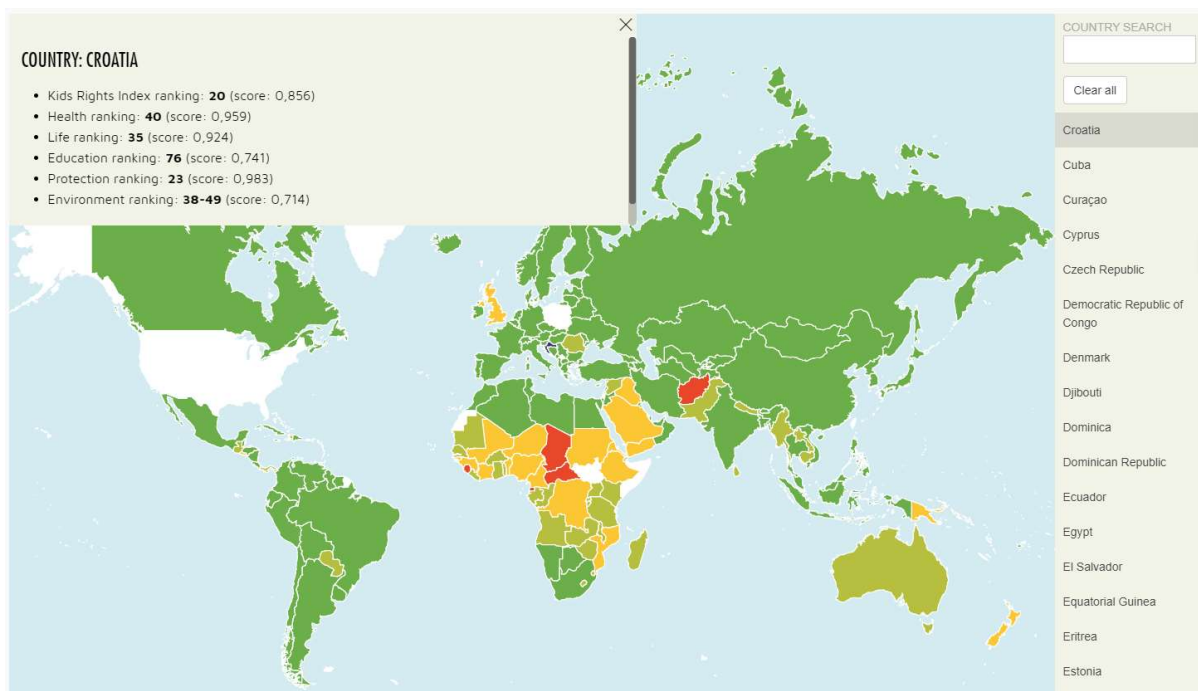 COUNTRY: CROATIA
• Kids Rights Index ranking: 20 (score: 0,856)
• Health ranking: 40 (score: 0,959)
• Life ranking: 35 (score: 0,924)
• Education ranking: 76 (score: 0,741)
• Protection ranking: 23 (score: 0,983)
• Environment ranking: 38-49 (score: 0,714)
COUNTRY SEARCH
Clear all
Croatia
Cuba
Curaçao
Cyprus
Czech Republic
Democratic Republic of
Congo
Denmark
Djibouti
Dominica
Dominican Republic
Ecuador
Egypt
El Salvador
Equatorial Guinea
Eritrea
Estonia